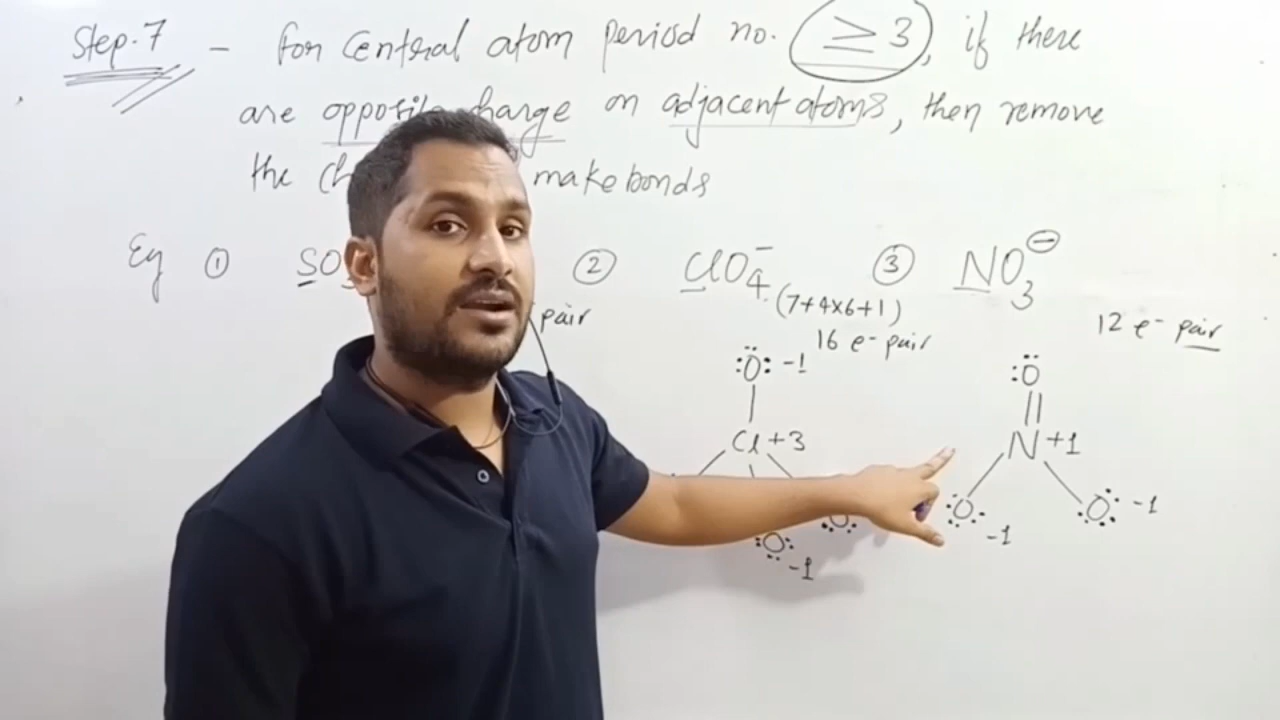 Step.7 - for central atom period no. ≥ 3, if there
are opposite charge on adjacent atoms, then remove
the make bonds
Eg ① SO ② ClO₄⁻ ③ NO₃⊖
(7+4×6+1)
pair 16 e⁻ pair 12 e⁻ pair
:Ö: -1 :Ö
Cl +3 N +1
O O -1 O -1
O -1